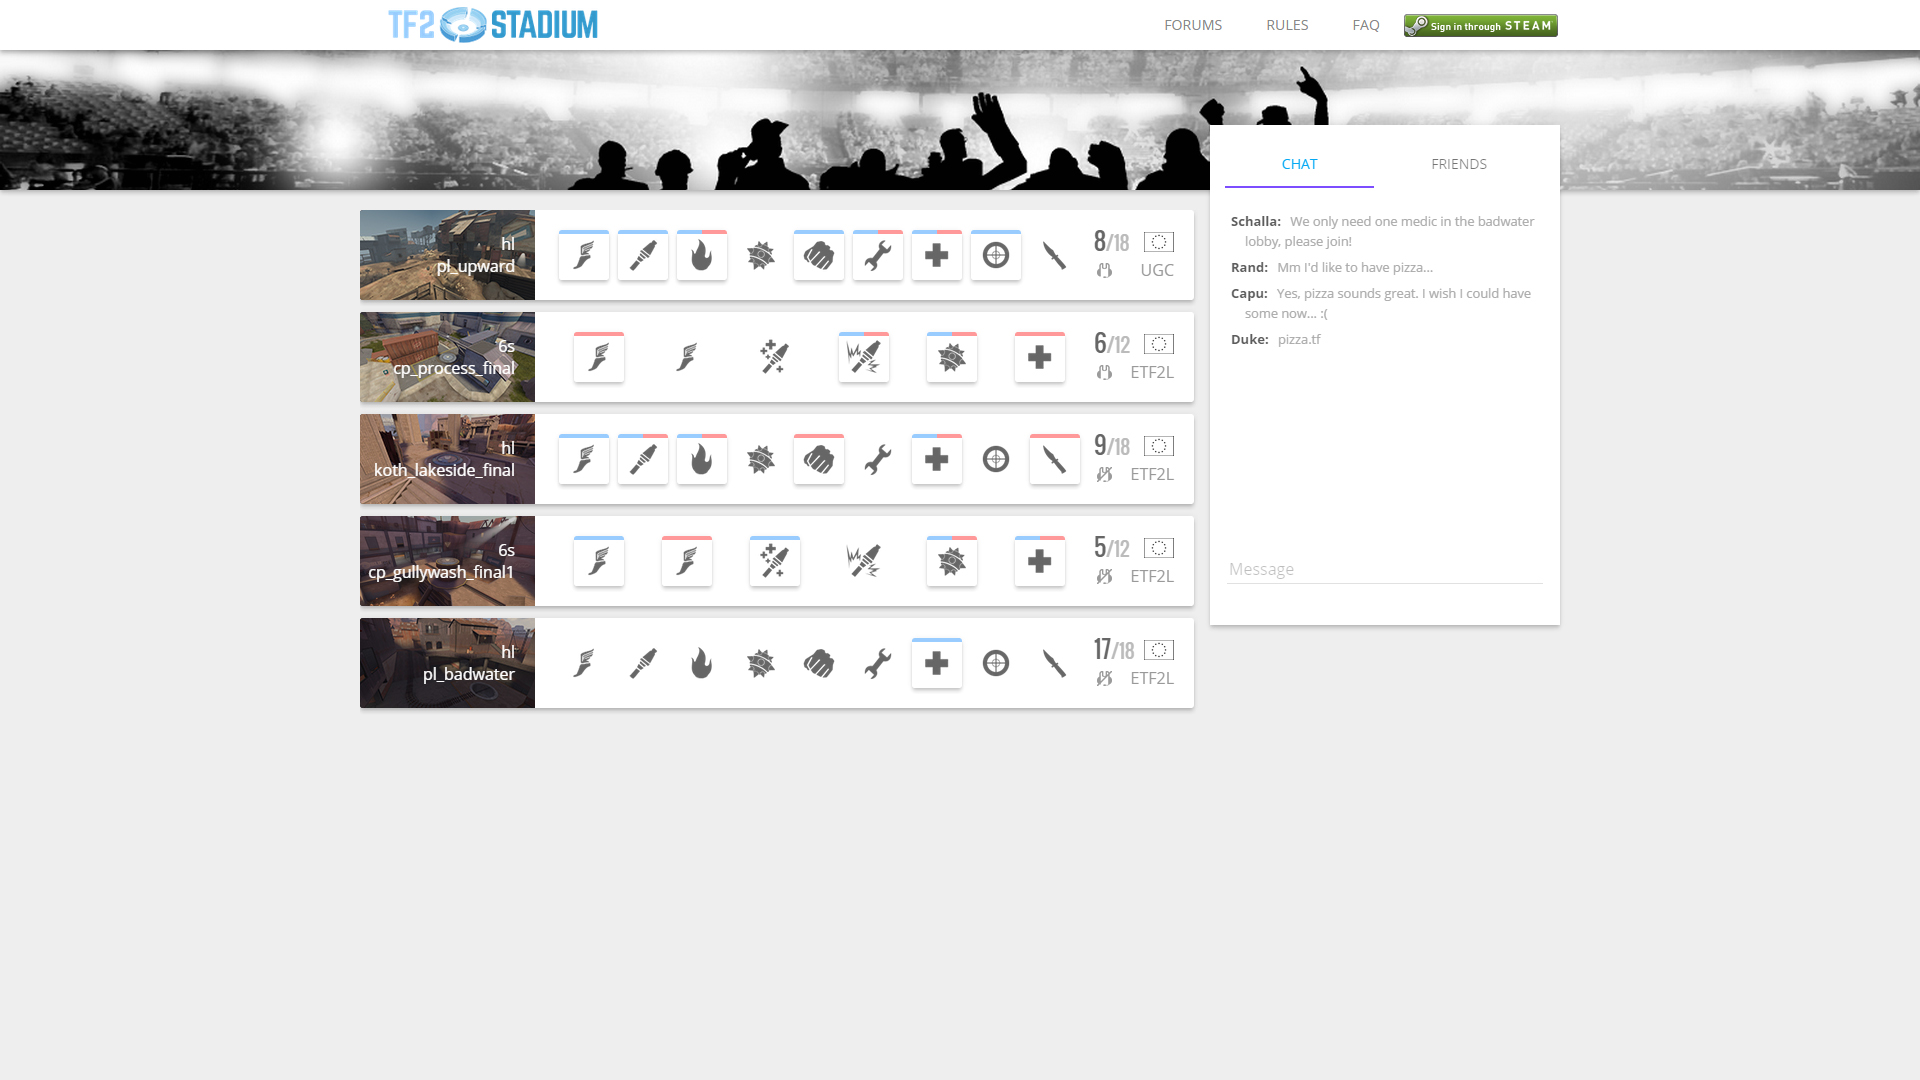 TF2 STADIUM
FORUMS
RULES
FAQ
Sign in through STEAM
hl
pl_upward
8/18
UGC
6s
cp_process_final
6/12
ETF2L
hl
koth_lakeside_final
9/18
ETF2L
6s
cp_gullywash_final1
5/12
ETF2L
hl
pl_badwater
17/18
ETF2L
CHAT
FRIENDS
Schalla: We only need one medic in the badwater
lobby, please join!
Rand: Mm I'd like to have pizza...
Capu: Yes, pizza sounds great. I wish I could have
some now... :(
Duke: pizza.tf
Message